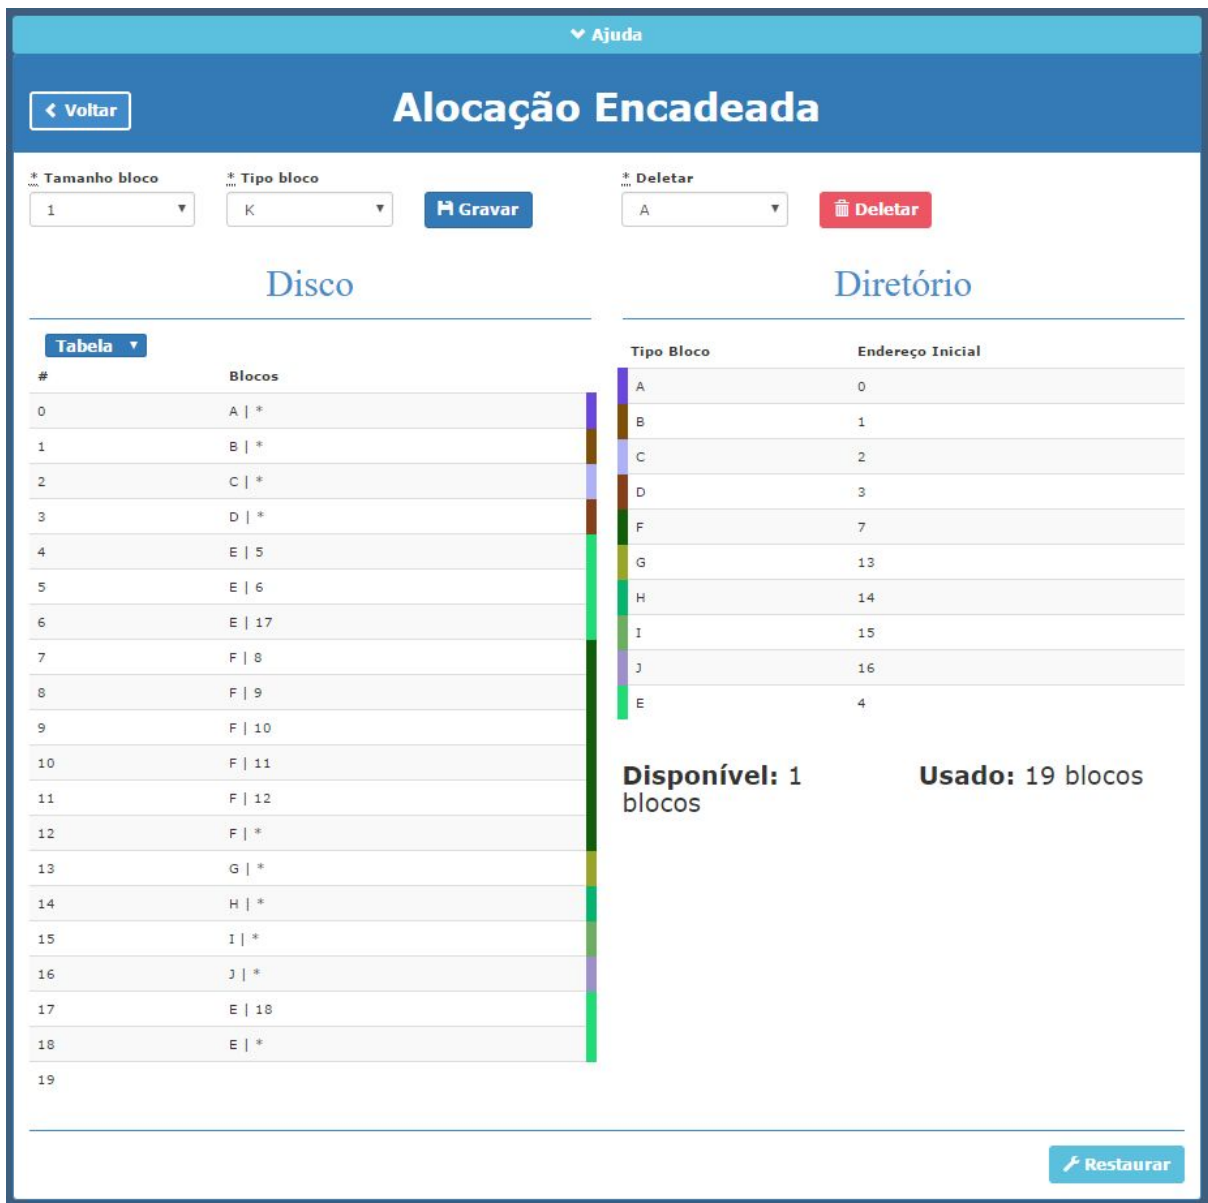 Ajuda
Voltar
Alocação Encadeada
* Tamanho bloco * Tipo bloco * Deletar
1 K Gravar A Deletar
Disco
Tabela
# Blocos
0 A | *
1 B | *
2 C | *
3 D | *
4 E | 5
5 E | 6
6 E | 17
7 F | 8
8 F | 9
9 F | 10
10 F | 11
11 F | 12
12 F | *
13 G | *
14 H | *
15 I | *
16 J | *
17 E | 18
18 E | *
19
Diretório
Tipo Bloco Endereço Inicial
A 0
B 1
C 2
D 3
F 7
G 13
H 14
I 15
J 16
E 4
Disponível: 1
blocos
Usado: 19 blocos
Restaurar